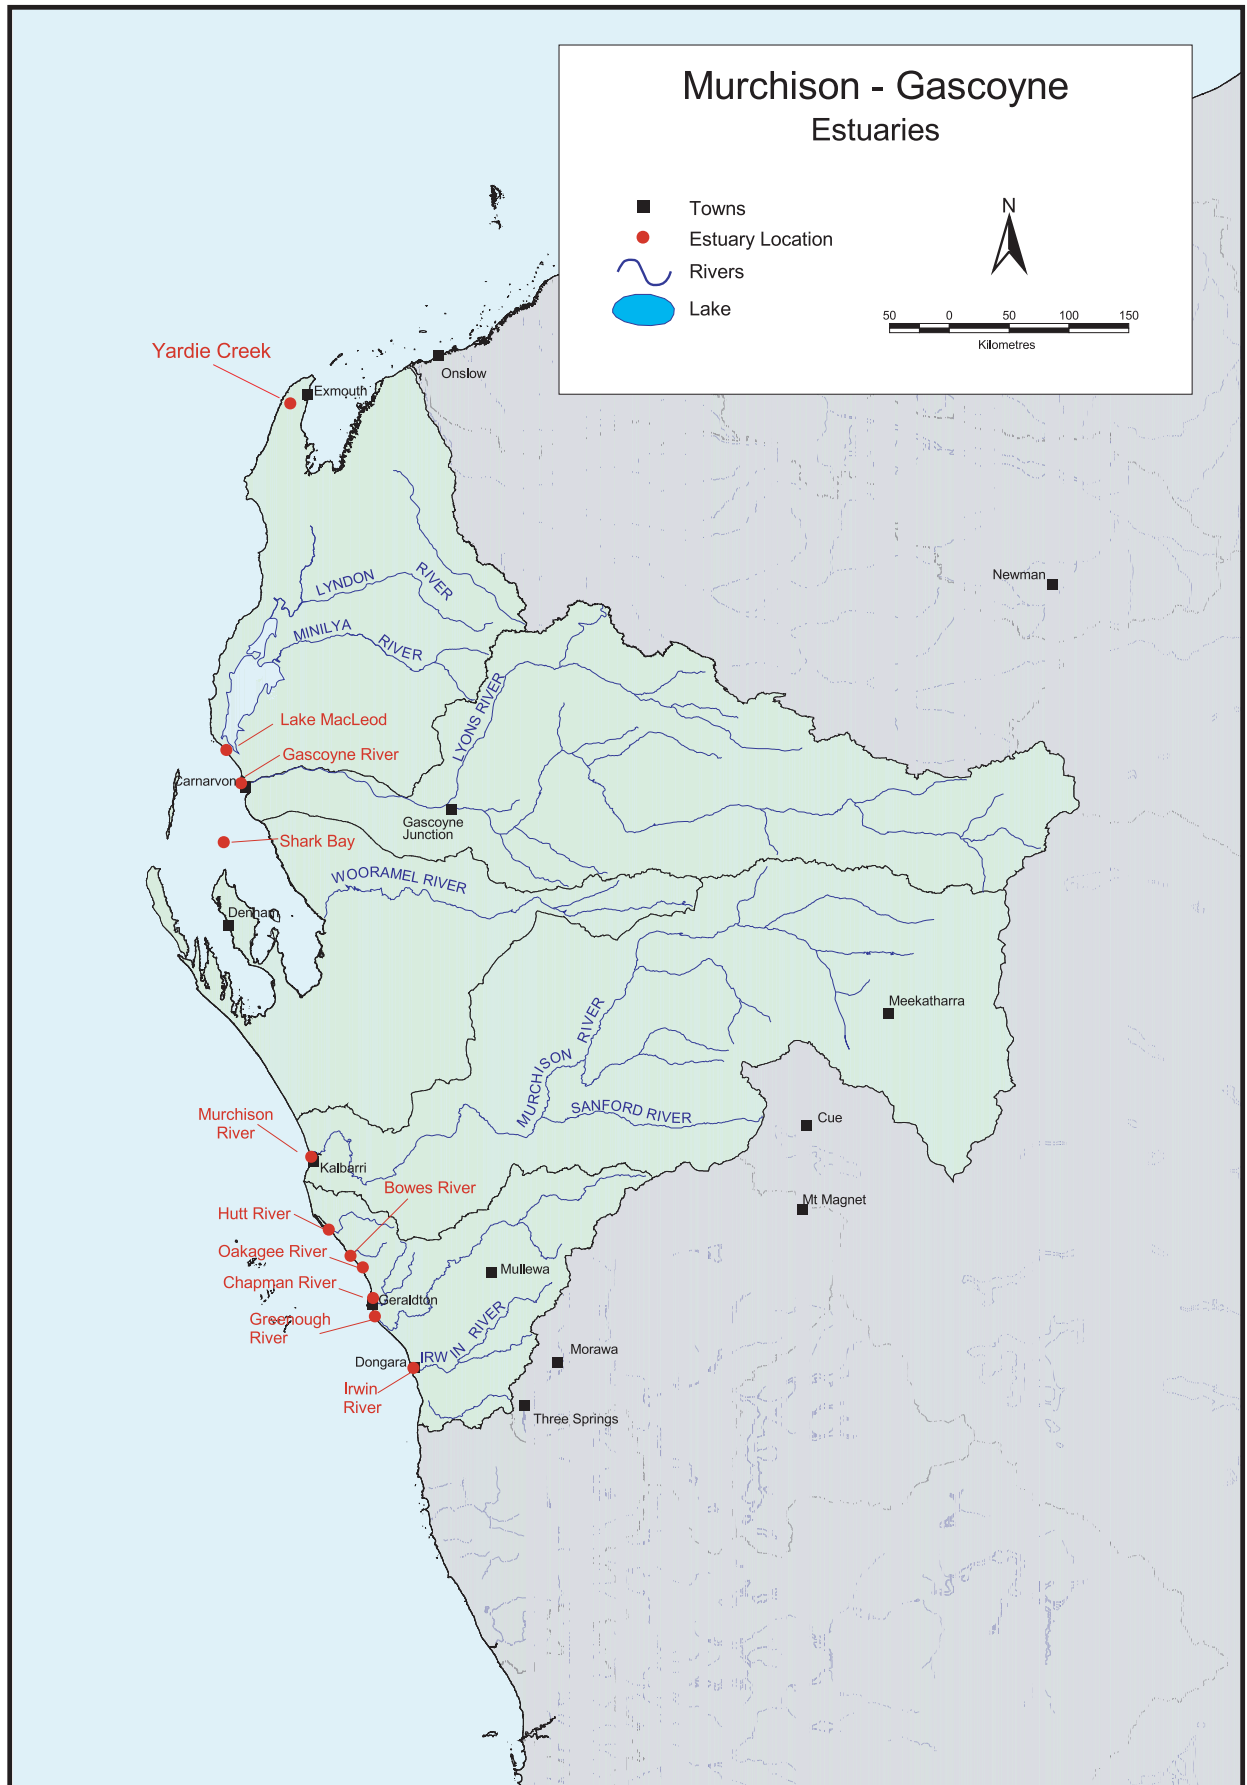 Murchison - Gascoyne
Estuaries
Towns
Estuary Location
Rivers
Lake
N
50 0 50 100 150
Kilometres
Yardie Creek
Exmouth
Onslow
Newman
LYNDON RIVER
MINILYA RIVER
LYONS RIVER
Lake MacLeod
Gascoyne River
Carnarvon
Gascoyne
Junction
Shark Bay
WOORAMEL RIVER
Denham
Meekatharra
MURCHISON RIVER
SANFORD RIVER
Cue
Murchison
River
Kalbarri
Bowes River
Mt Magnet
Hutt River
Oakagee River
Mullewa
Chapman River
Geraldton
Greenough
River
IRWIN RIVER
Dongara
Morawa
Irwin
River
Three Springs